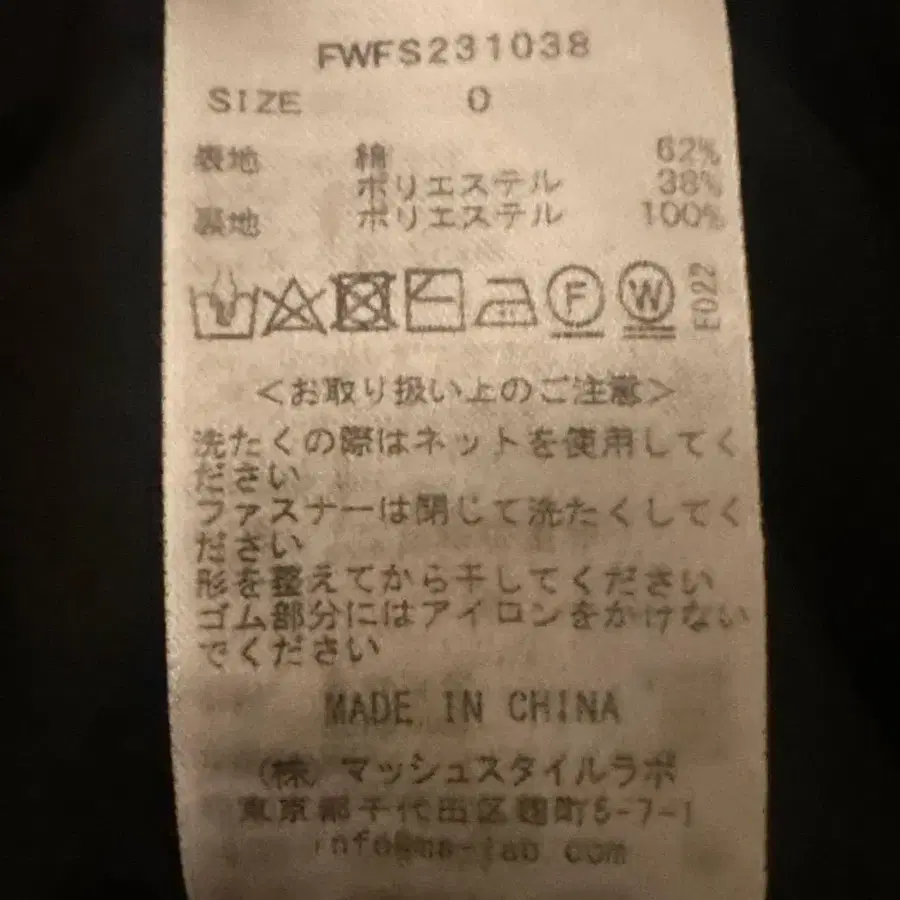 FWFS231038
SIZE 0
表地 綿 62%
ポリエステル 38%
裏地 ポリエステル 100%
F W F022
<お取り扱い上のご注意>
洗たくの際はネットを使用してく
ださい
ファスナーは閉じて洗たくしてく
ださい
形を整えてから干してください
ゴム部分にはアイロンをかけない
でください
MADE IN CHINA
(株)マッシュスタイルラボ
東京都千代田区麹町5-7-1
info@ms-lab.com